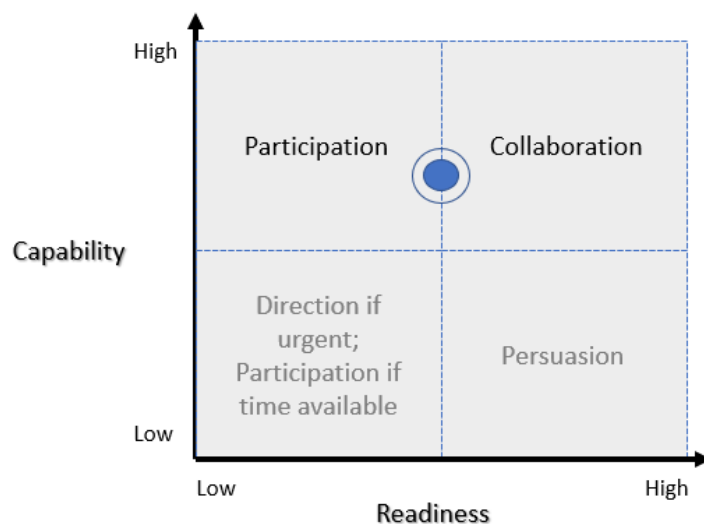 High
Participation
Collaboration
Capability
Direction if
urgent;
Participation if
time available
Persuasion
Low
Low
High
Readiness